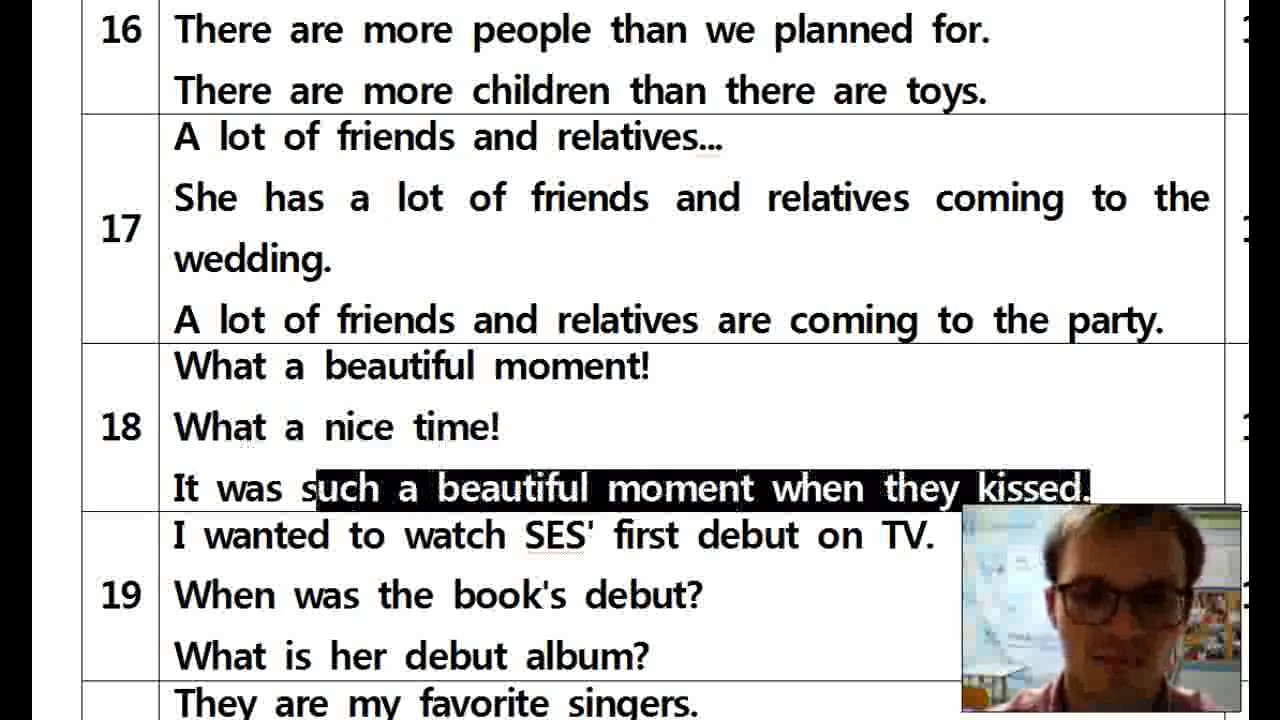 16 There are more people than we planned for.
There are more children than there are toys.
A lot of friends and relatives...
She has a lot of friends and relatives coming to the
17
wedding.
A lot of friends and relatives are coming to the party.
What a beautiful moment!
18 What a nice time!
It was such a beautiful moment when they kissed.
I wanted to watch SES' first debut on TV.
19 When was the book's debut?
What is her debut album?
They are my favorite singers.